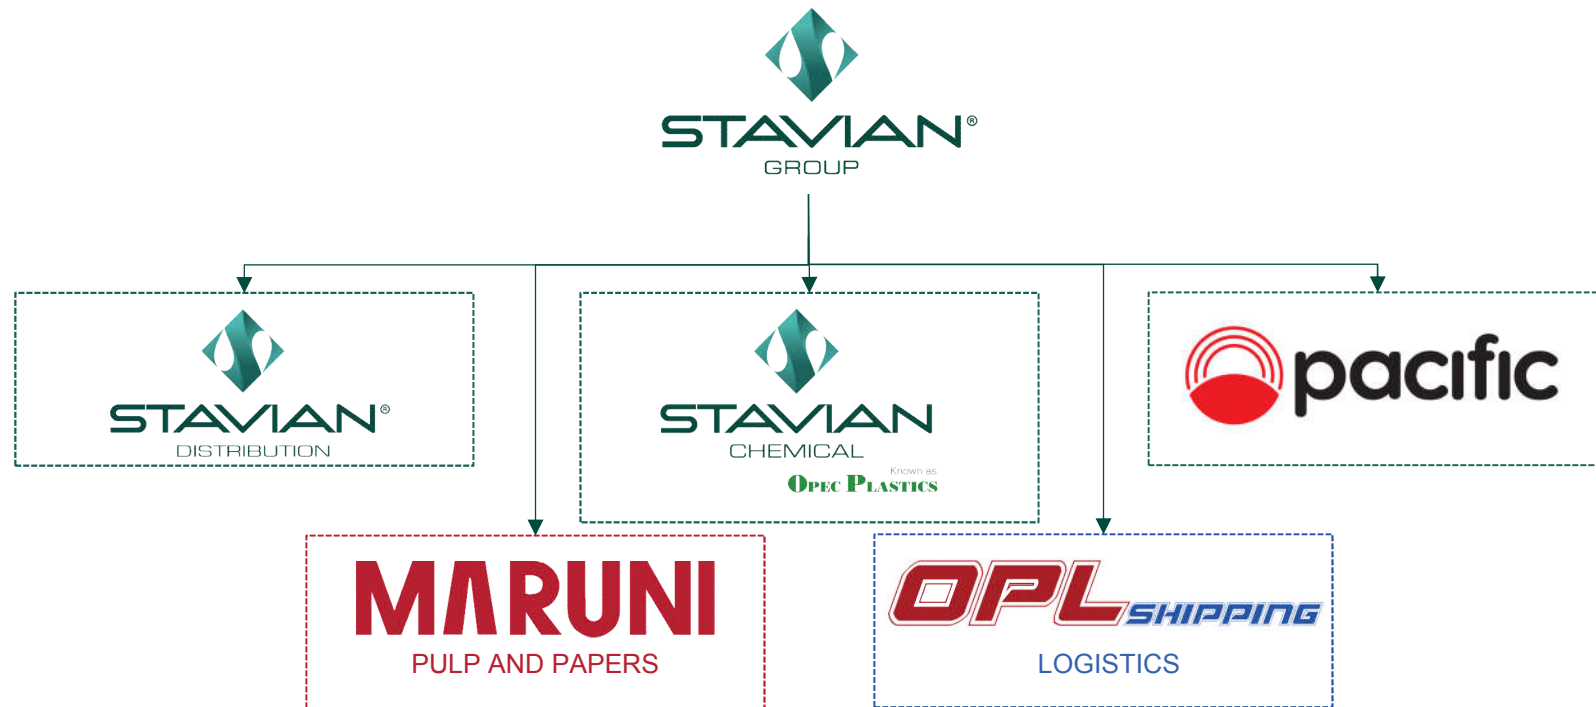 STAVIAN®
GROUP
STAVIAN®
DISTRIBUTION
STAVIAN
CHEMICAL
Known as
OPEC PLASTICS
pacific
MARUNI
PULP AND PAPERS
OPL SHIPPING
LOGISTICS